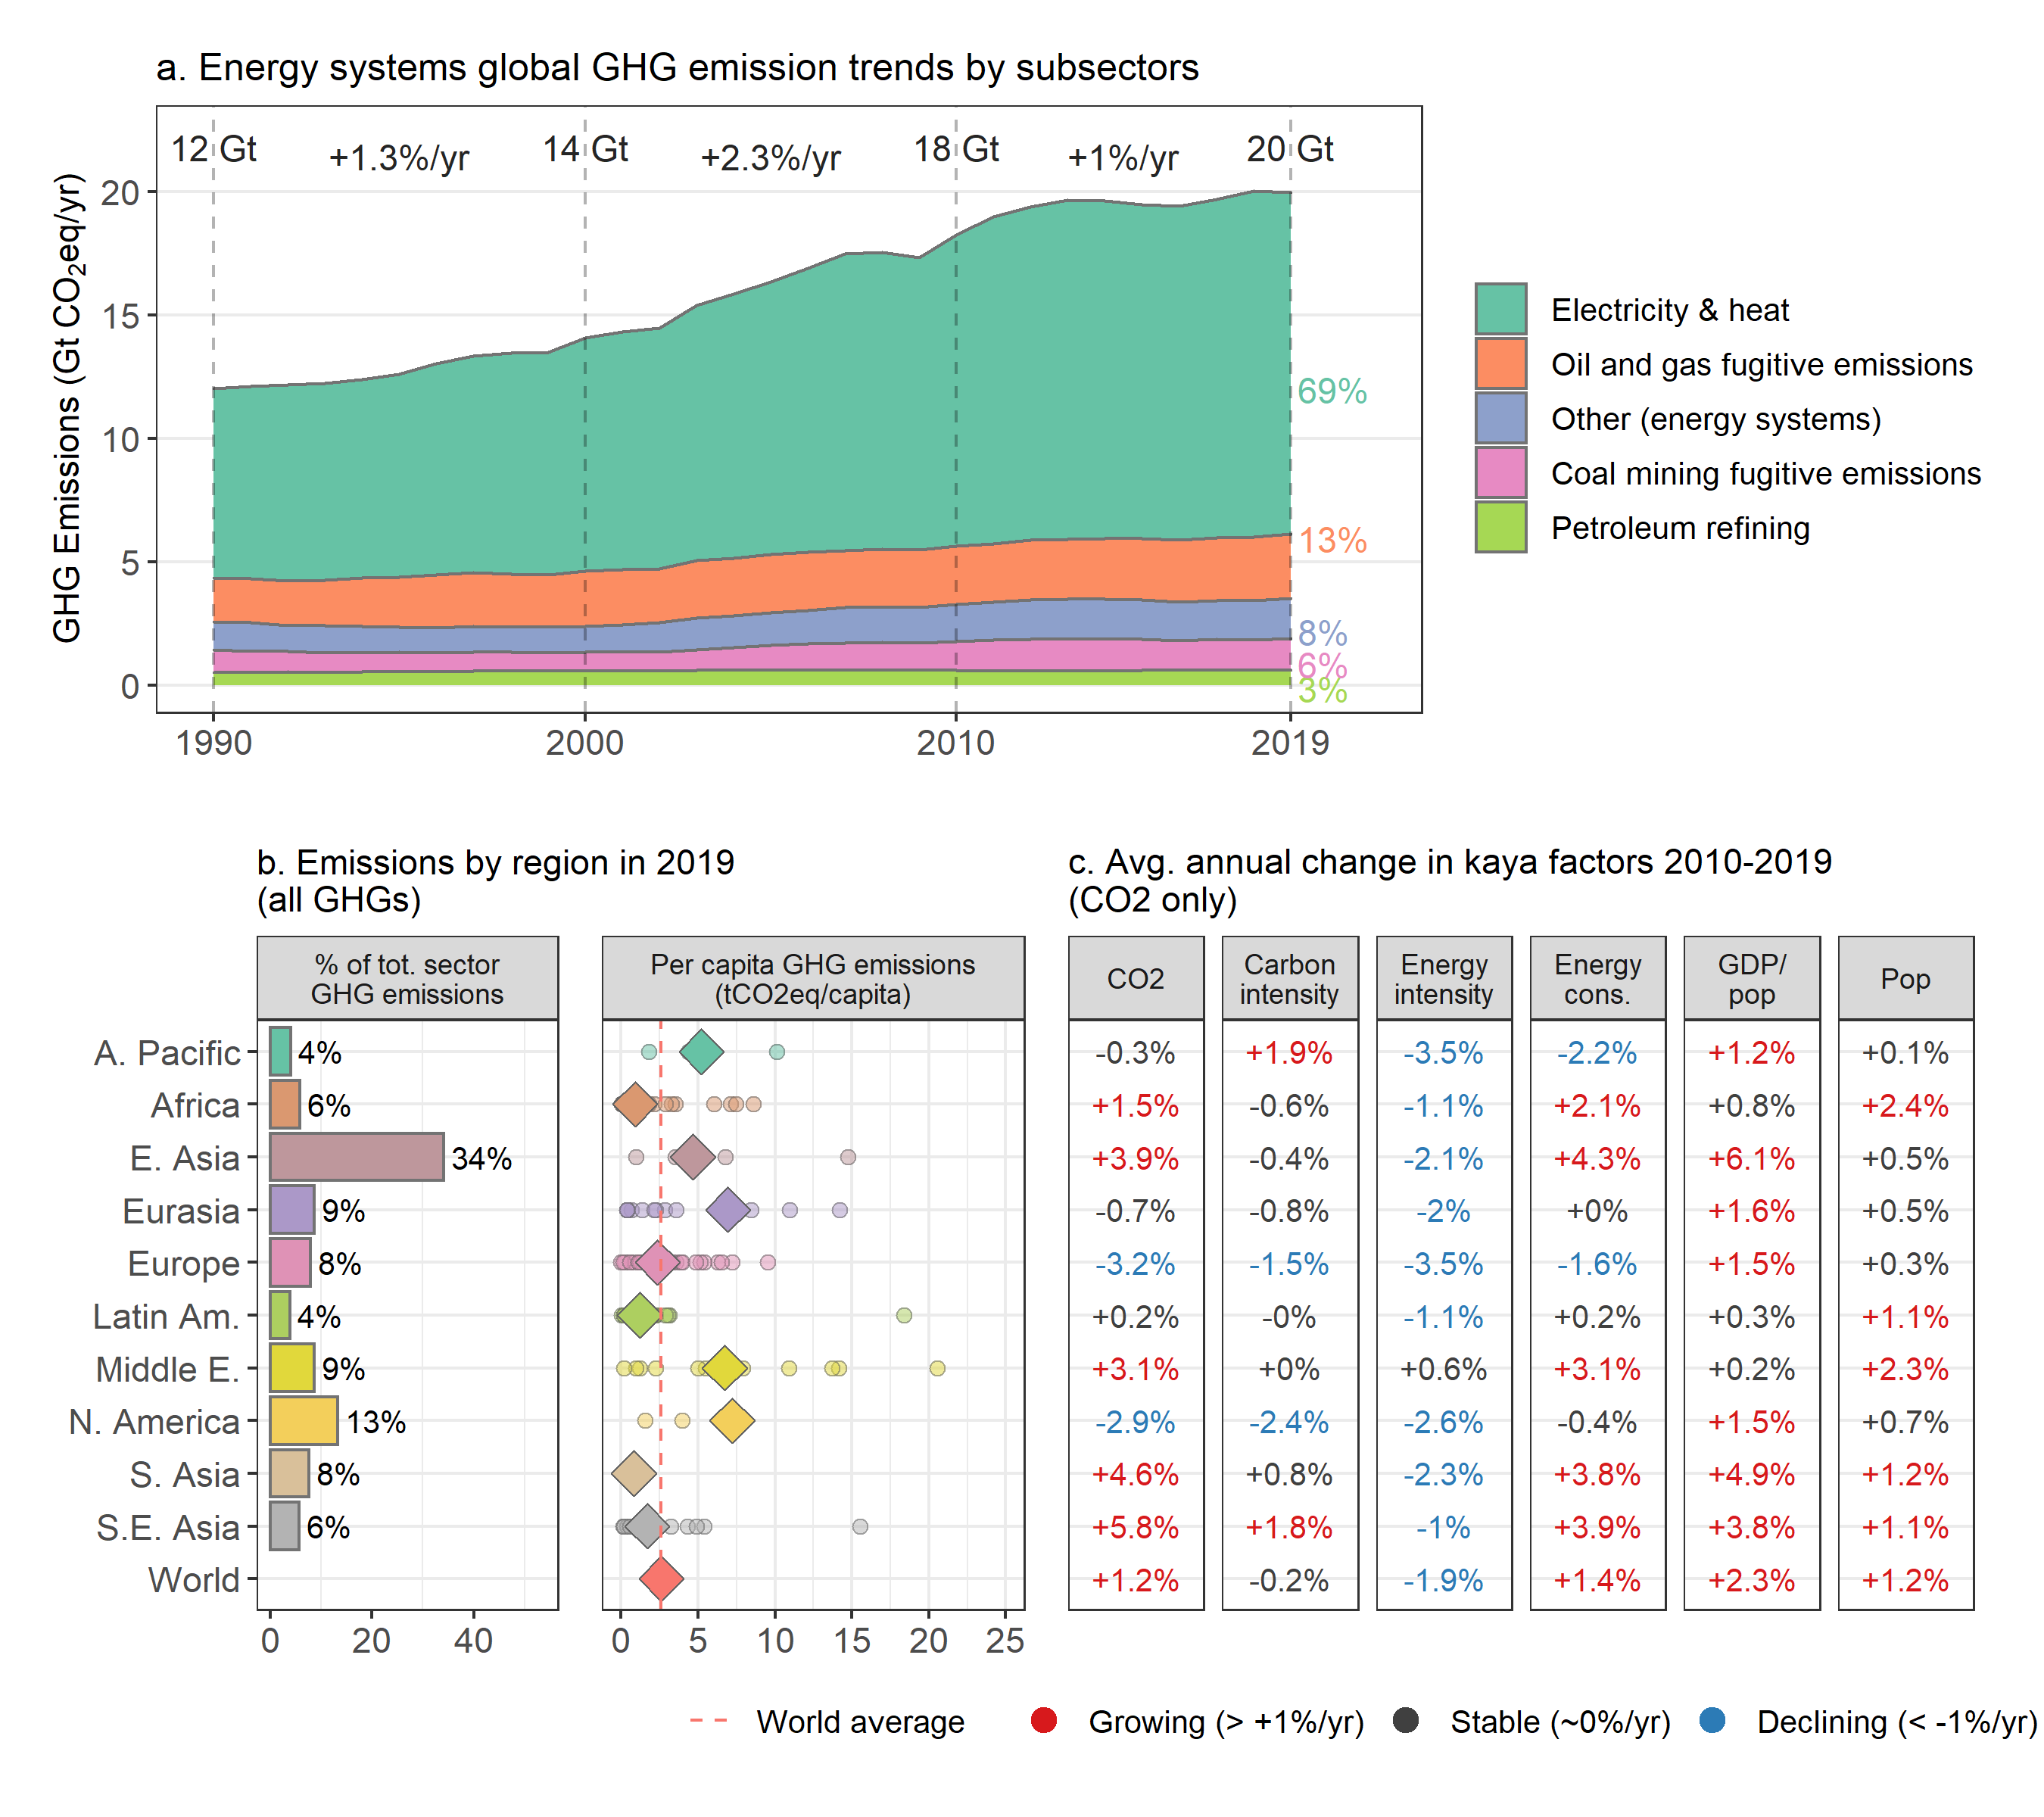 a. Energy systems global GHG emission trends by subsectors
12 Gt +1.3%/yr 14 Gt +2.3%/yr 18 Gt +1%/yr 20 Gt
GHG Emissions (Gt CO2eq/yr)
20
15
10
5
0
69%
13%
8%
6%
3%
1990 2000 2010 2019
Electricity & heat
Oil and gas fugitive emissions
Other (energy systems)
Coal mining fugitive emissions
Petroleum refining
b. Emissions by region in 2019
(all GHGs)
% of tot. sector
GHG emissions
Per capita GHG emissions
(tCO2eq/capita)
c. Avg. annual change in kaya factors 2010-2019
(CO2 only)
CO2
Carbon
intensity
Energy
intensity
Energy
cons.
GDP/
pop
Pop
A. Pacific 4% -0.3% +1.9% -3.5% -2.2% +1.2% +0.1%
Africa 6% +1.5% -0.6% -1.1% +2.1% +0.8% +2.4%
E. Asia 34% +3.9% -0.4% -2.1% +4.3% +6.1% +0.5%
Eurasia 9% -0.7% -0.8% -2% +0% +1.6% +0.5%
Europe 8% -3.2% -1.5% -3.5% -1.6% +1.5% +0.3%
Latin Am. 4% +0.2% -0% -1.1% +0.2% +0.3% +1.1%
Middle E. 9% +3.1% +0% +0.6% +3.1% +0.2% +2.3%
N. America 13% -2.9% -2.4% -2.6% -0.4% +1.5% +0.7%
S. Asia 8% +4.6% +0.8% -2.3% +3.8% +4.9% +1.2%
S.E. Asia 6% +5.8% +1.8% -1% +3.9% +3.8% +1.1%
World +1.2% -0.2% -1.9% +1.4% +2.3% +1.2%
0 20 40
0 5 10 15 20 25
World average
Growing (> +1%/yr)
Stable (~0%/yr)
Declining (< -1%/yr)